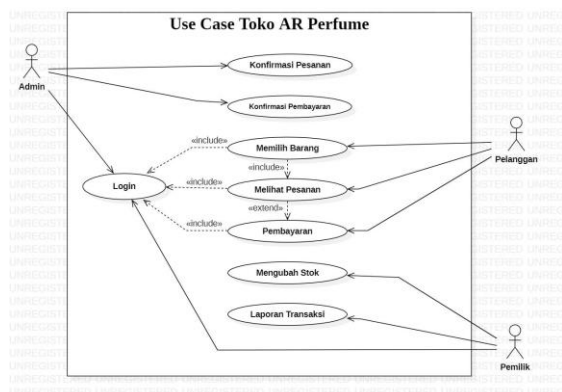 Use Case Toko AR Perfume
Konfirmasi Pesanan
Admin
Konfirmasi Pembayaran
«include»
Memilih Barang
Pelanggan
«include»
Login
«include»
Melihat Pesanan
«extend»
«include»
Pembayaran
Mengubah Stok
Laporan Transaksi
Pemilik